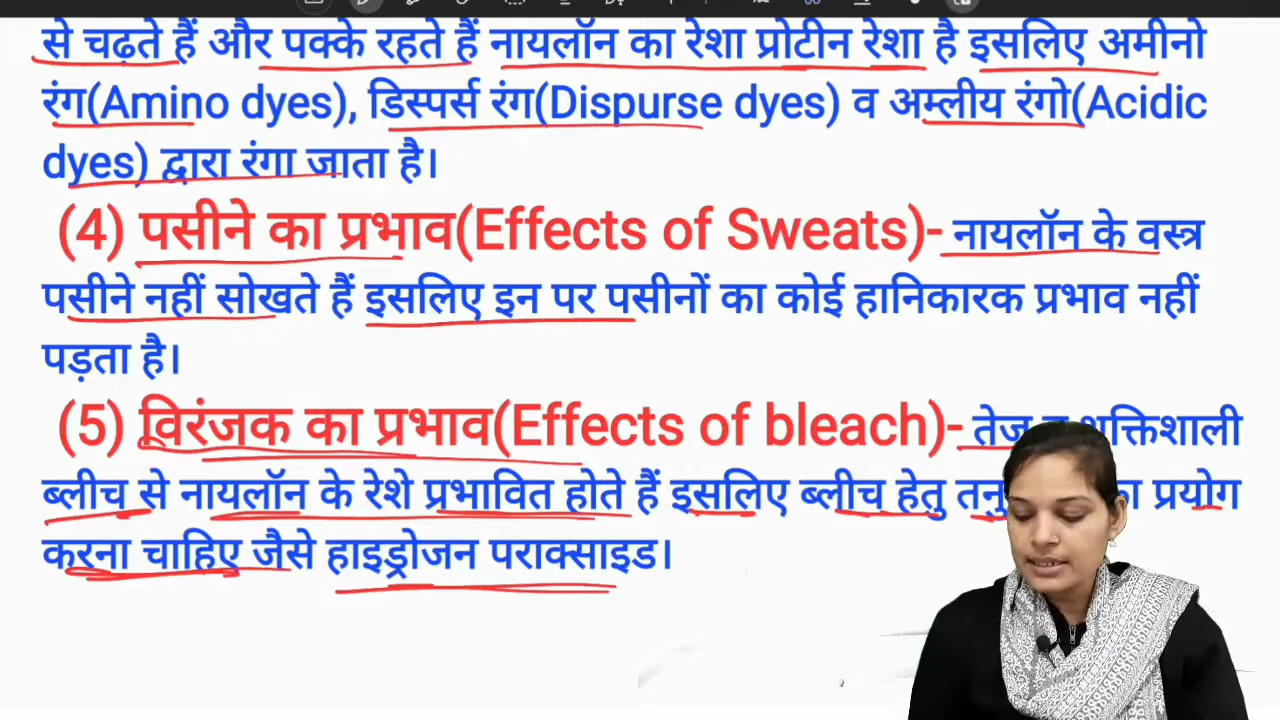 से चढ़ते हैं और पक्के रहते हैं नायलॉन का रेशा प्रोटीन रेशा है इसलिए अमीनो
रंग(Amino dyes), डिस्पर्स रंग(Dispurse dyes) व अम्लीय रंगो(Acidic
dyes) द्वारा रंगा जाता है।
(4) पसीने का प्रभाव(Effects of Sweats)- नायलॉन के वस्त्र
पसीने नहीं सोखते हैं इसलिए इन पर पसीनों का कोई हानिकारक प्रभाव नहीं
पड़ता है।
(5) विरंजक का प्रभाव(Effects of bleach)- तेज शक्तिशाली
ब्लीच से नायलॉन के रेशे प्रभावित होते हैं इसलिए ब्लीच हेतु प्रयोग
करना चाहिए जैसे हाइड्रोजन पराक्साइड।